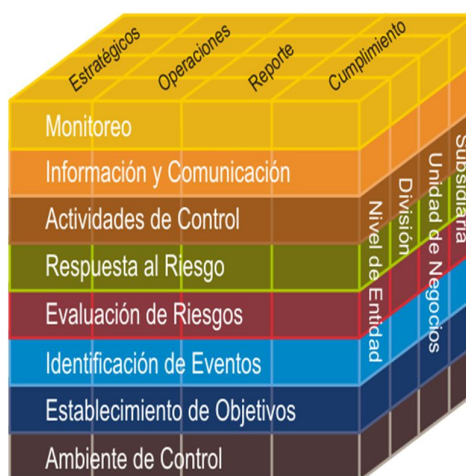 Estratégicos
Operaciones
Reporte
Cumplimiento
Monitoreo
Información y Comunicación
Actividades de Control
Respuesta al Riesgo
Evaluación de Riesgos
Identificación de Eventos
Establecimiento de Objetivos
Ambiente de Control
Nivel de Entidad
División
Unidad de Negocios
Subsidiaria